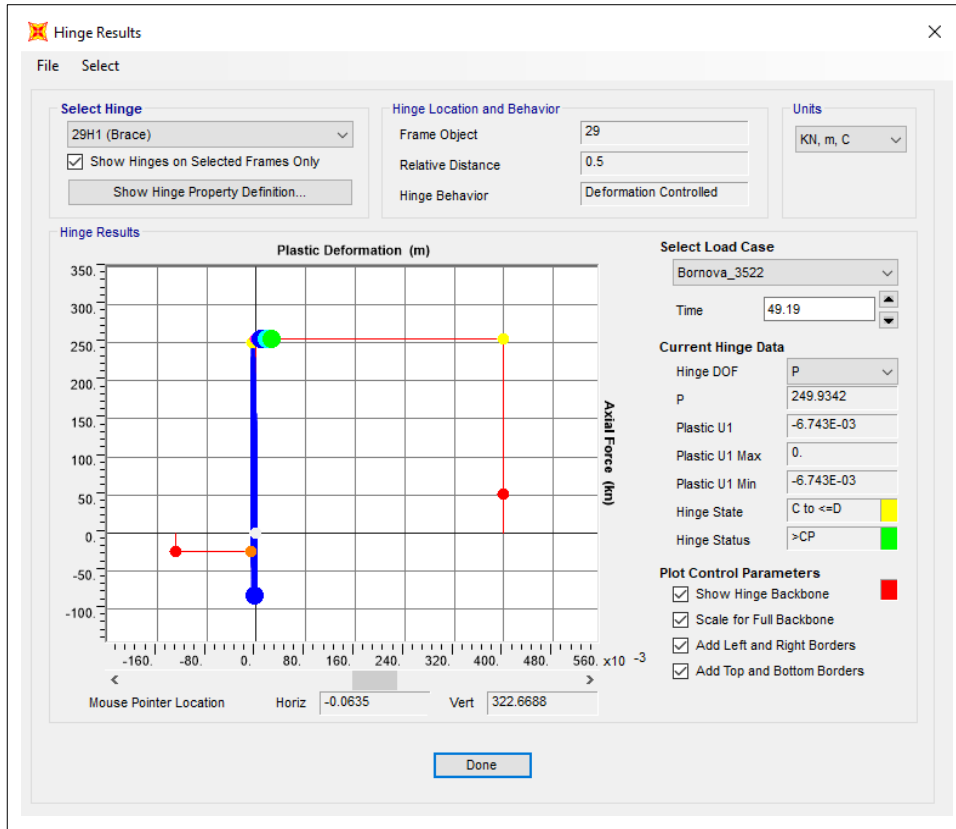 Hinge Results
File Select
Select Hinge
29H1 (Brace)
Show Hinges on Selected Frames Only
Show Hinge Property Definition...
Hinge Location and Behavior
Frame Object 29
Relative Distance 0.5
Hinge Behavior Deformation Controlled
Units
KN, m, C
Hinge Results
Plastic Deformation (m)
350.
300.
250.
200.
150.
100.
50.
0.
-50.
-100.
-160. -80. 0. 80. 160. 240. 320. 400. 480. 560. x10 -3
Axial Force (kn)
Mouse Pointer Location Horiz -0.0635 Vert 322.6688
Select Load Case
Bornova_3522
Time 49.19
Current Hinge Data
Hinge DOF P
P 249.9342
Plastic U1 -6.743E-03
Plastic U1 Max 0.
Plastic U1 Min -6.743E-03
Hinge State C to <=D
Hinge Status >CP
Plot Control Parameters
Show Hinge Backbone
Scale for Full Backbone
Add Left and Right Borders
Add Top and Bottom Borders
Done